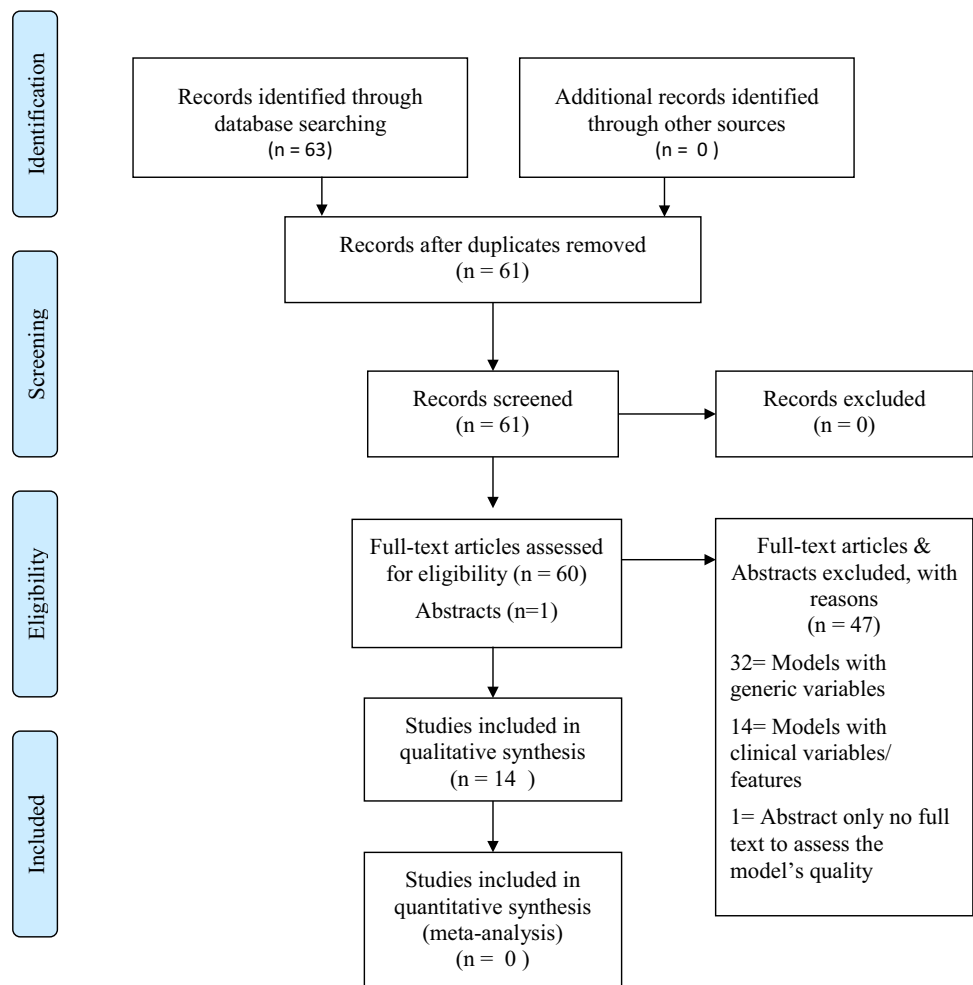 Identification
Records identified through
database searching
(n = 63)
Additional records identified
through other sources
(n = 0 )
Records after duplicates removed
(n = 61)
Screening
Records screened
(n = 61)
Records excluded
(n = 0)
Eligibility
Full-text articles assessed
for eligibility (n = 60)
Abstracts (n=1)
Full-text articles &
Abstracts excluded, with
reasons
(n = 47)
32= Models with
generic variables
14= Models with
clinical variables/
features
1= Abstract only no full
text to assess the
model’s quality
Included
Studies included in
qualitative synthesis
(n = 14 )
Studies included in
quantitative synthesis
(meta-analysis)
(n = 0 )